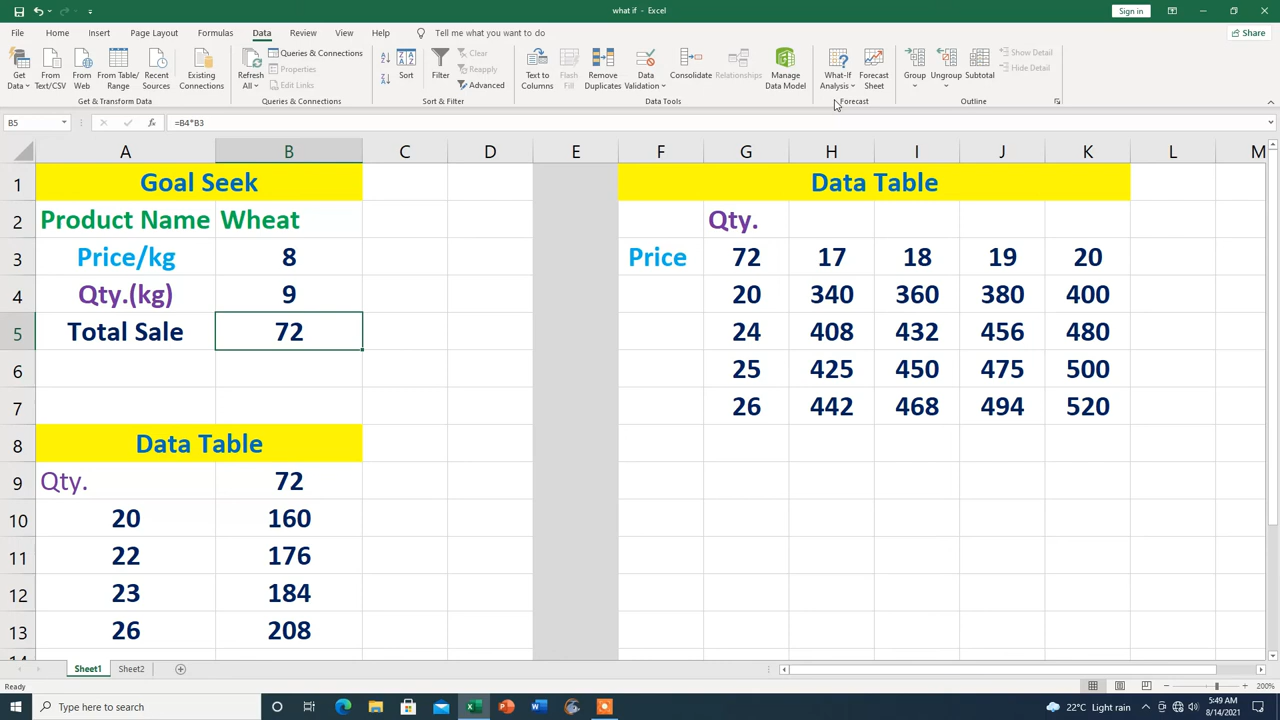 what if - Excel
Sign in
File Home Insert Page Layout Formulas Data Review View Help Tell me what you want to do
Share
Get Data
From Text/CSV
From Web
From Table/ Range
Recent Sources
Existing Connections
Get & Transform Data
Refresh All
Queries & Connections
Properties
Edit Links
Queries & Connections
Sort
Filter
Clear
Reapply
Advanced
Sort & Filter
Text to Columns
Flash Fill
Remove Duplicates
Data Validation
Consolidate
Relationships
Manage Data Model
Data Tools
What-If Analysis
Forecast Sheet
Forecast
Group
Ungroup
Subtotal
Show Detail
Hide Detail
Outline
B5 fx =B4*B3
A B C D E F G H I J K L M
1 Goal Seek Data Table
2 Product Name Wheat Qty.
3 Price/kg 8 Price 72 17 18 19 20
4 Qty.(kg) 9 20 340 360 380 400
5 Total Sale 72 24 408 432 456 480
6 25 425 450 475 500
7 26 442 468 494 520
8 Data Table
9 Qty. 72
10 20 160
11 22 176
12 23 184
13 26 208
14
Sheet1 Sheet2
Ready
200%
Type here to search
22°C Light rain
5:49 AM
8/14/2021